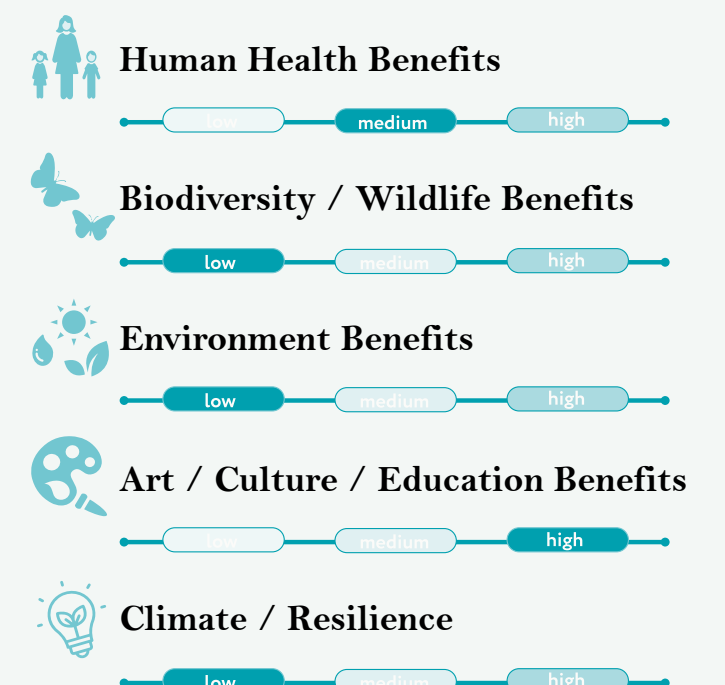 Human Health Benefits
low medium high
Biodiversity / Wildlife Benefits
low medium high
Environment Benefits
low medium high
Art / Culture / Education Benefits
low medium high
Climate / Resilience
low medium high